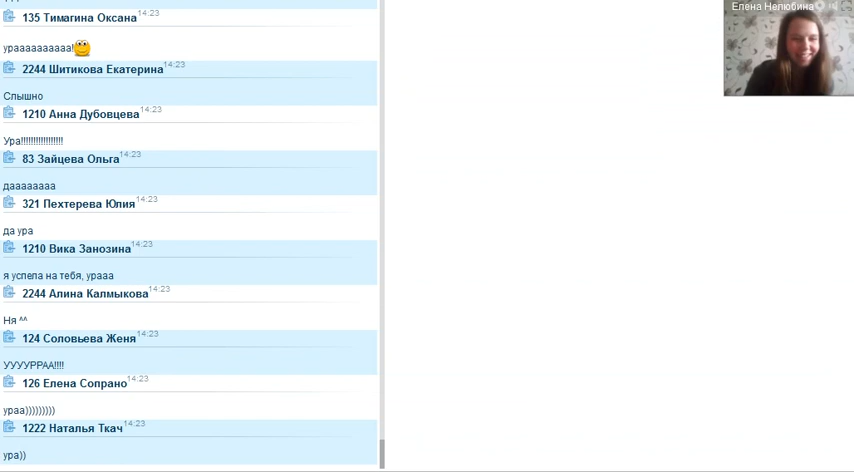 135 Тимагина Оксана 14:23
урааааааааа!
2244 Шитикова Екатерина 14:23
Слышно
1210 Анна Дубовцева 14:23
Ура!!!!!!!!!!!!!!!!!
83 Зайцева Ольга 14:23
даааааааа
321 Пехтерева Юлия 14:23
да ура
1210 Вика Занозина 14:23
я успела на тебя, урааа
2244 Алина Калмыкова 14:23
Ня ^^
124 Соловьева Женя 14:23
УУУУРРАА!!!!
126 Елена Сопрано 14:23
ураа)))))))))
1222 Наталья Ткач 14:23
ура))
Елена Нелюбина